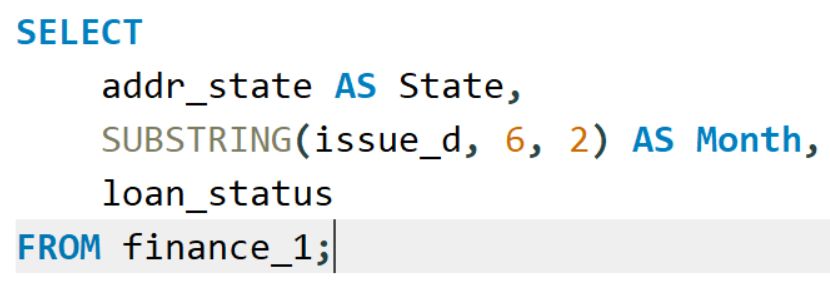 SELECT
    addr_state AS State,
    SUBSTRING(issue_d, 6, 2) AS Month,
    loan_status
FROM finance_1;